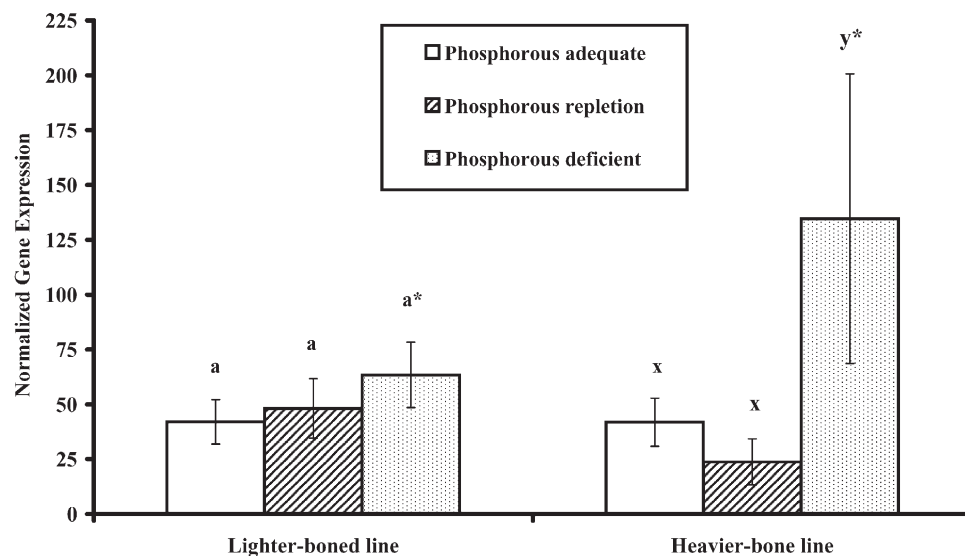 225
200
175
150
125
100
75
50
25
0
Normalized Gene Expression
Phosphorous adequate
Phosphorous repletion
Phosphorous deficient
y*
a*
a
a
x
x
Lighter-boned line
Heavier-bone line